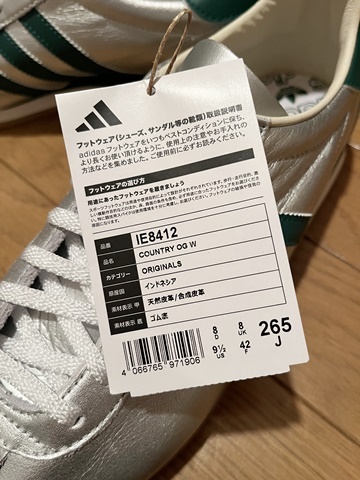 adidas
フットウェア(シューズ、サンダル等の靴類)取扱説明書
adidas フットウェアをいつもベストコンディションに保ち、
より長くお使い頂けるように、使用上の注意やお手入れの
方法などを集めました。ご使用前に必ずお読みください。
フットウェアの選び方
用途にあったフットウェアを履きましょう
品番 IE8412
品名 COUNTRY OG W
カテゴリー ORIGINALS
原産国 インドネシア
素材表示 甲 天然皮革/合成皮革
素材表示 底 ゴム底
4 066765 971906
8 D
8 UK
9½ US
42 F
265 J